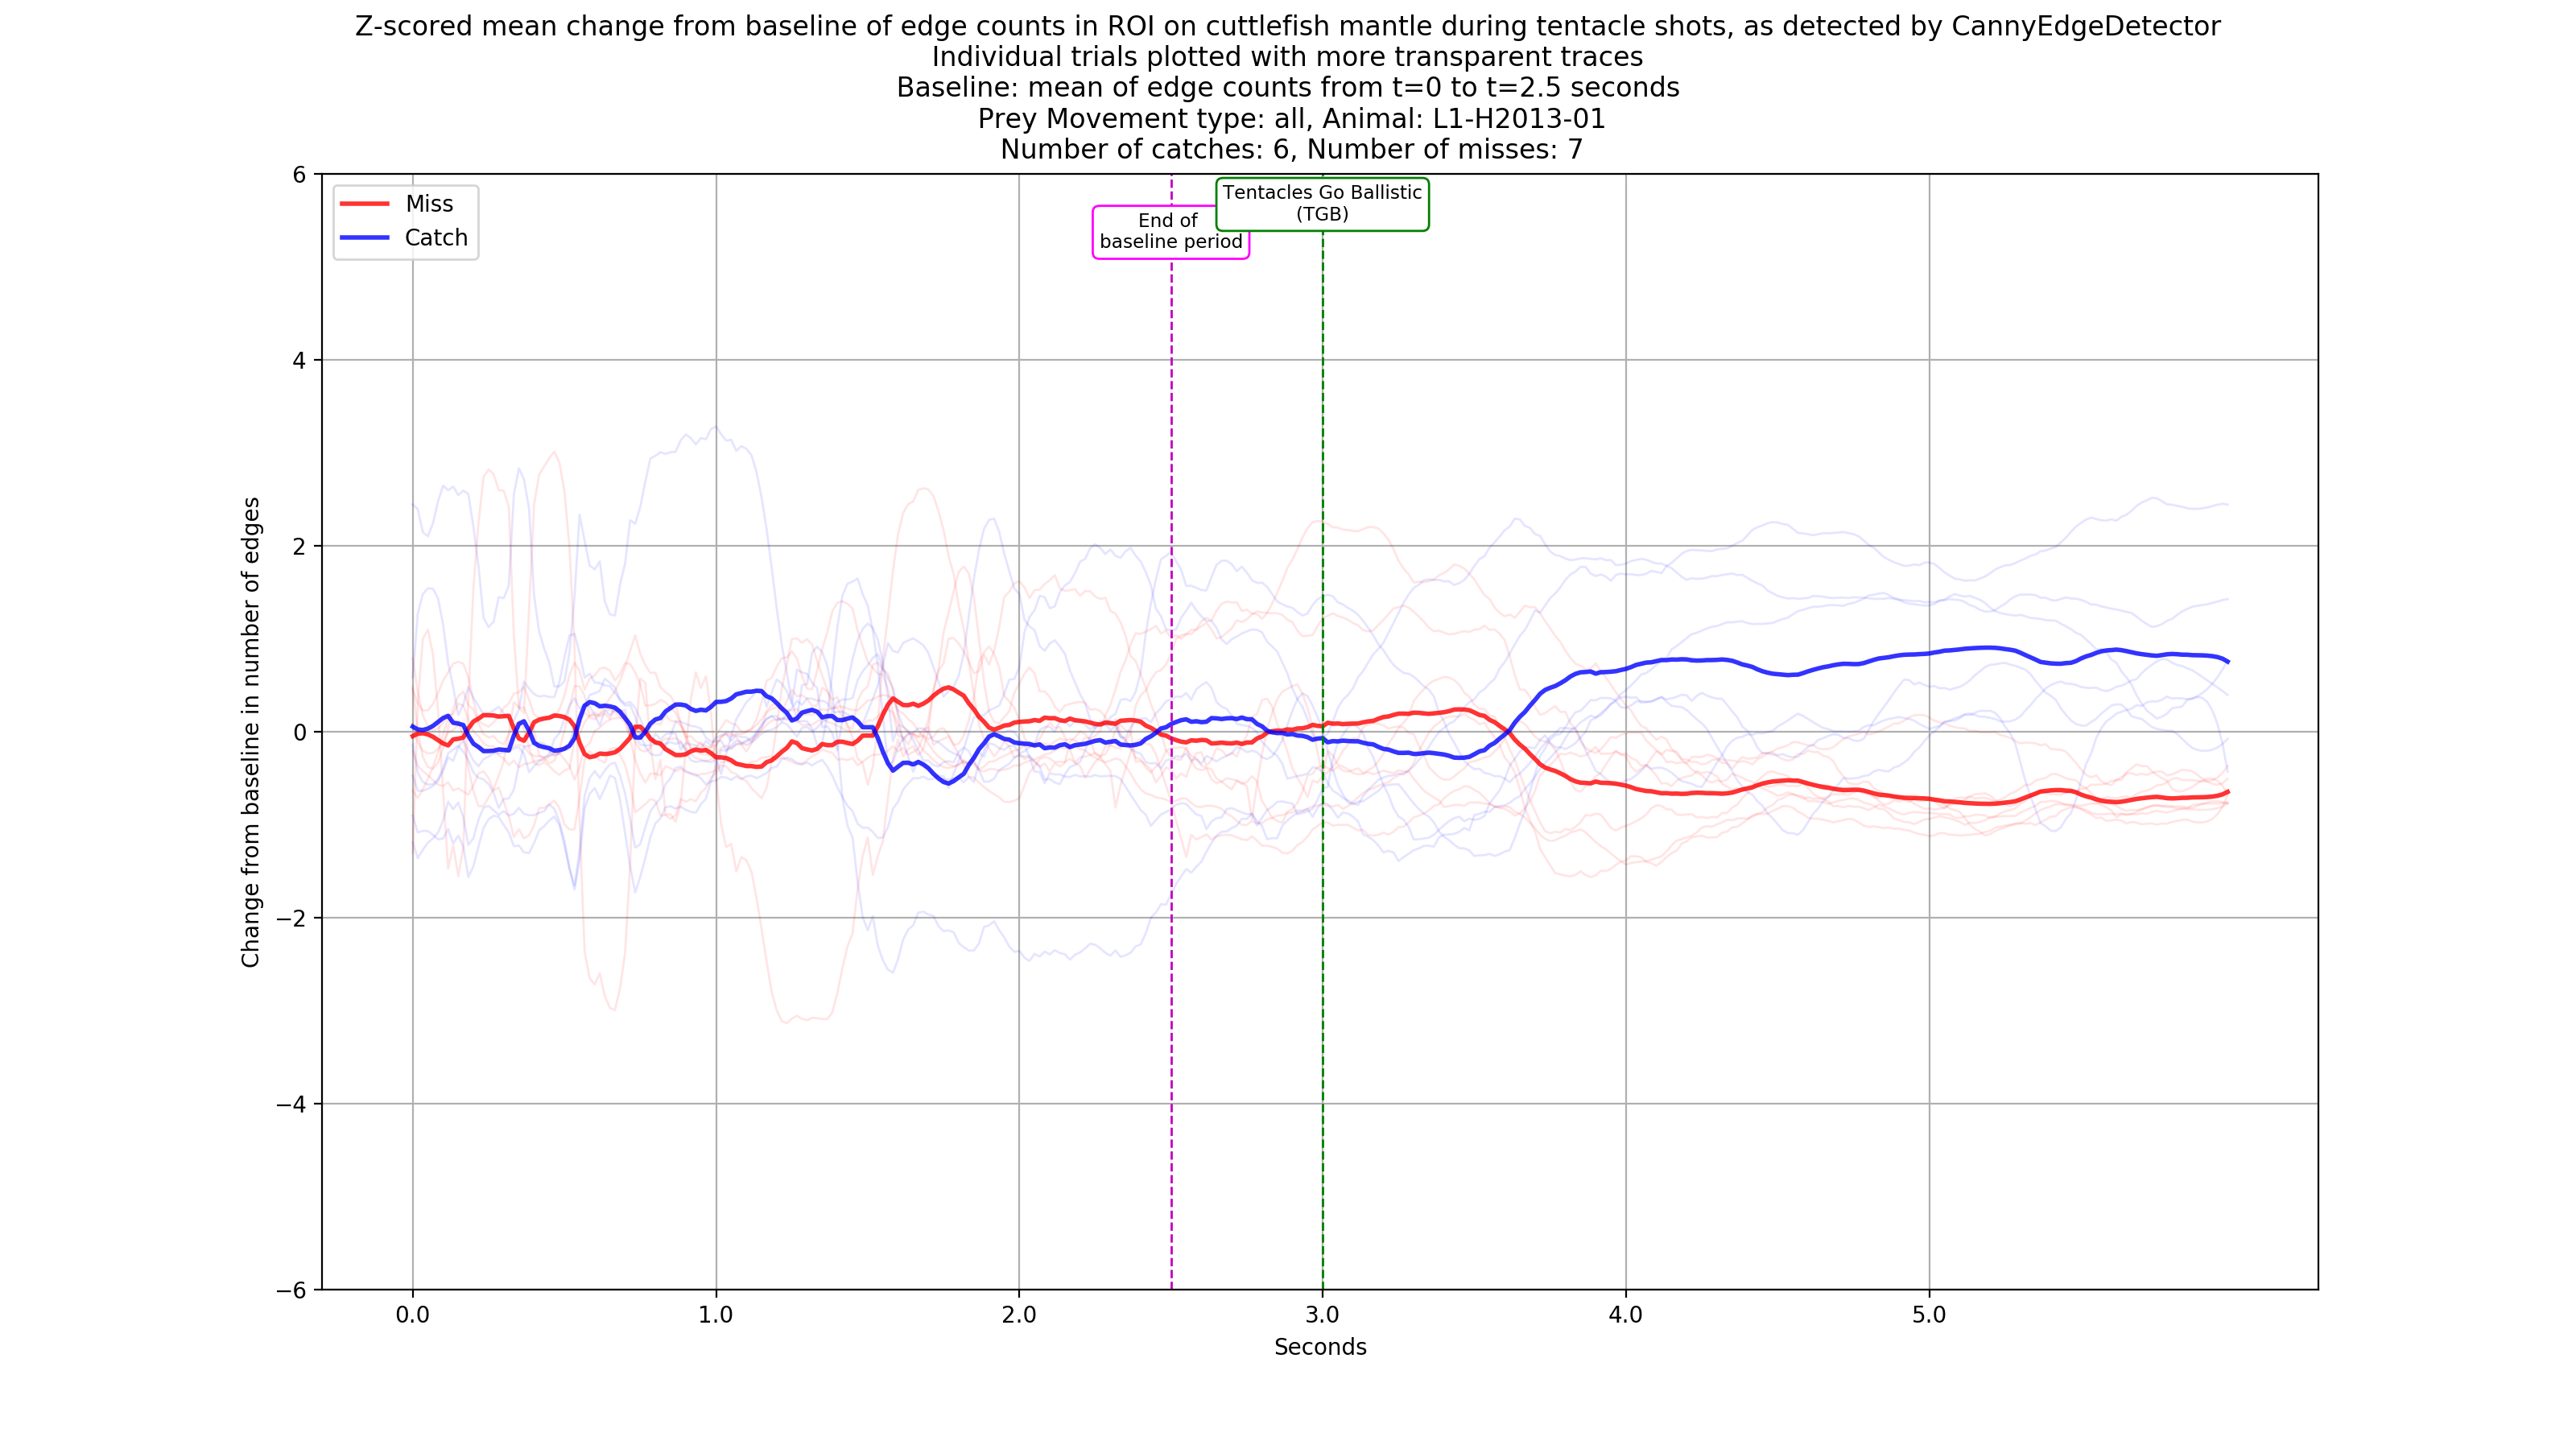 Z-scored mean change from baseline of edge counts in ROI on cuttlefish mantle during tentacle shots, as detected by CannyEdgeDetector
Individual trials plotted with more transparent traces
Baseline: mean of edge counts from t=0 to t=2.5 seconds
Prey Movement type: all, Animal: L1-H2013-01
Number of catches: 6, Number of misses: 7
Miss
Catch
Tentacles Go Ballistic
(TGB)
End of
baseline period
Change from baseline in number of edges
6
4
2
0
−2
−4
−6
0.0
1.0
2.0
3.0
4.0
5.0
Seconds